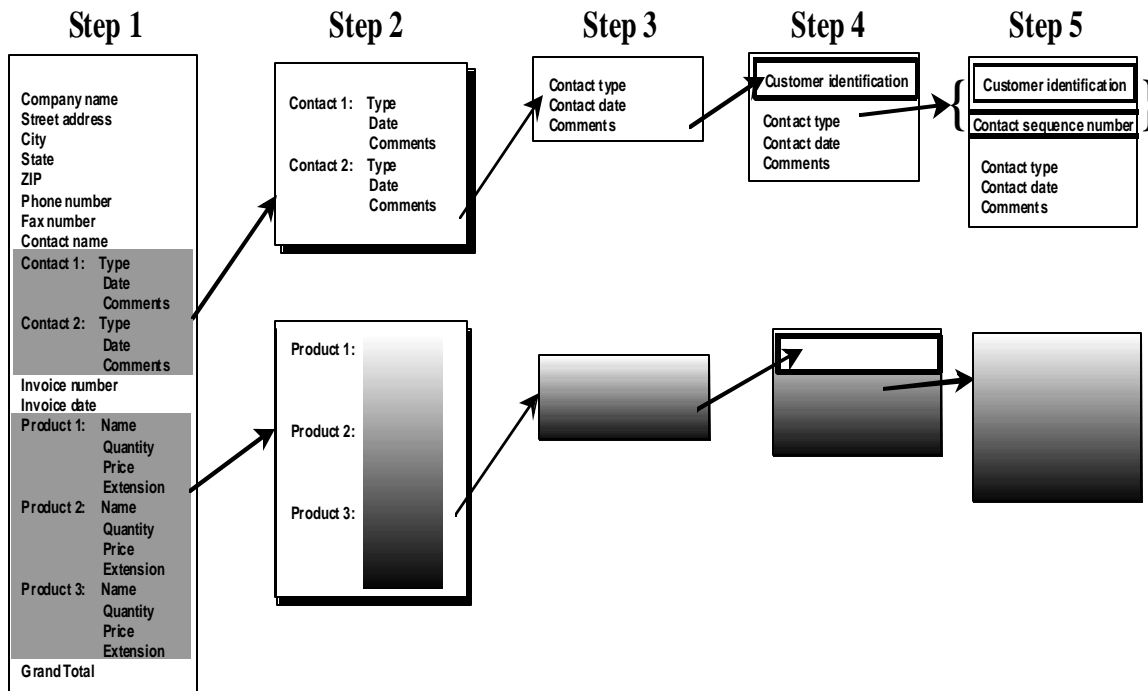 Step 1
Step 2
Step 3
Step 4
Step 5
Company name
Street address
City
State
ZIP
Phone number
Fax number
Contact name
Contact 1: Type
Date
Comments
Contact 2: Type
Date
Comments
Invoice number
Invoice date
Product 1: Name
Quantity
Price
Extension
Product 2: Name
Quantity
Price
Extension
Product 3: Name
Quantity
Price
Extension
Grand Total
Contact 1: Type
Date
Comments
Contact 2: Type
Date
Comments
Contact type
Contact date
Comments
Customer identification
Contact type
Contact date
Comments
{ Customer identification }
Contact sequence number
Contact type
Contact date
Comments
Product 1:
Product 2:
Product 3: